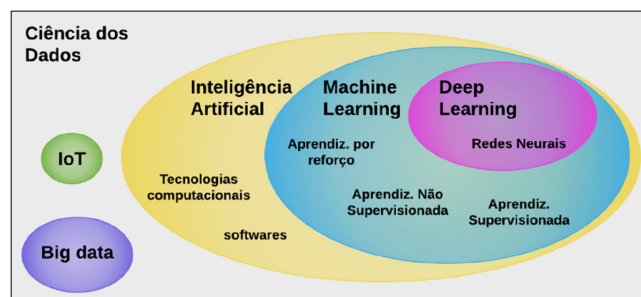 Ciência dos
Dados
Inteligência
Artificial
Machine
Learning
Deep
Learning
IoT
Aprendiz. por
reforço
Redes Neurais
Tecnologias
computacionais
Aprendiz. Não
Supervisionada
Aprendiz.
Supervisionada
softwares
Big data